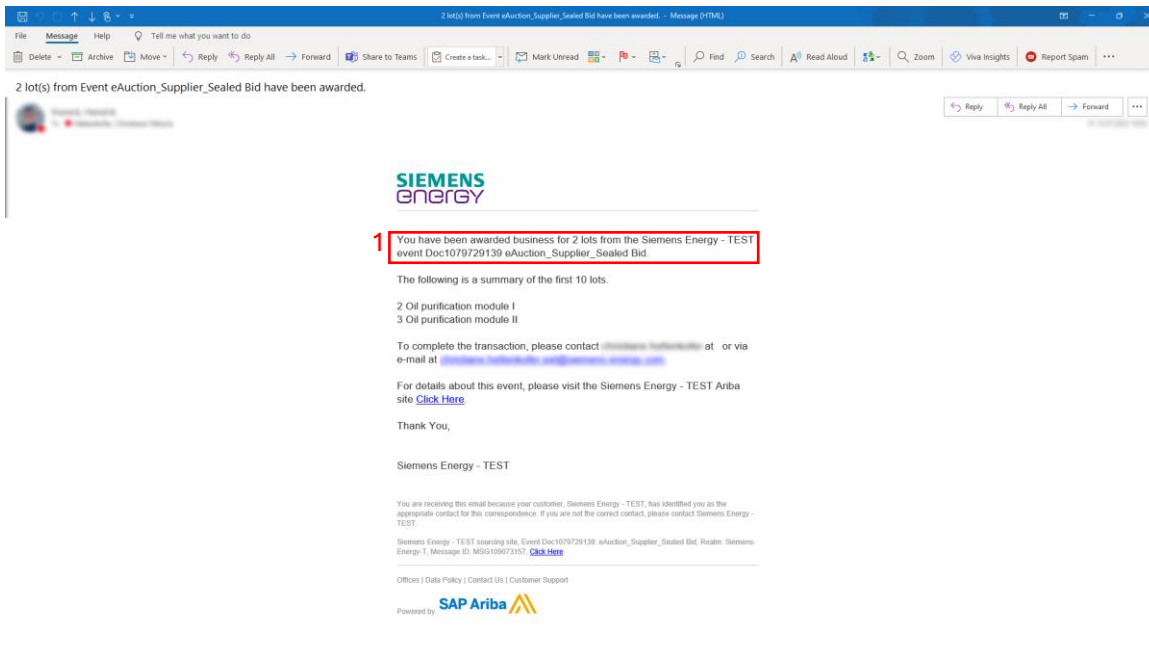 2 lot(s) from Event eAuction_Supplier_Sealed Bid have been awarded. - Message (HTML)
File Message Help Tell me what you want to do
Delete Archive Move Reply Reply All Forward Share to Teams Create a task... Mark Unread Find Search Read Aloud Zoom Viva Insights Report Spam ...
2 lot(s) from Event eAuction_Supplier_Sealed Bid have been awarded.
Reply Reply All Forward ...
SIEMENS
energy
1
You have been awarded business for 2 lots from the Siemens Energy - TEST
event Doc1079729139 eAuction_Supplier_Sealed Bid.
The following is a summary of the first 10 lots.
2 Oil purification module I
3 Oil purification module II
To complete the transaction, please contact at or via
e-mail at
For details about this event, please visit the Siemens Energy - TEST Ariba
site Click Here.
Thank You,
Siemens Energy - TEST
You are receiving this email because your customer, Siemens Energy - TEST, has identified you as the
appropriate contact for this correspondence. If you are not the correct contact, please contact Siemens Energy -
TEST.
Siemens Energy - TEST sourcing site, Event Doc1079729139: eAuction_Supplier_Sealed Bid, Realm: Siemens-
Energy-T, Message ID: MSG109073157, Click Here
Offices | Data Policy | Contact Us | Customer Support
Powered by SAP Ariba